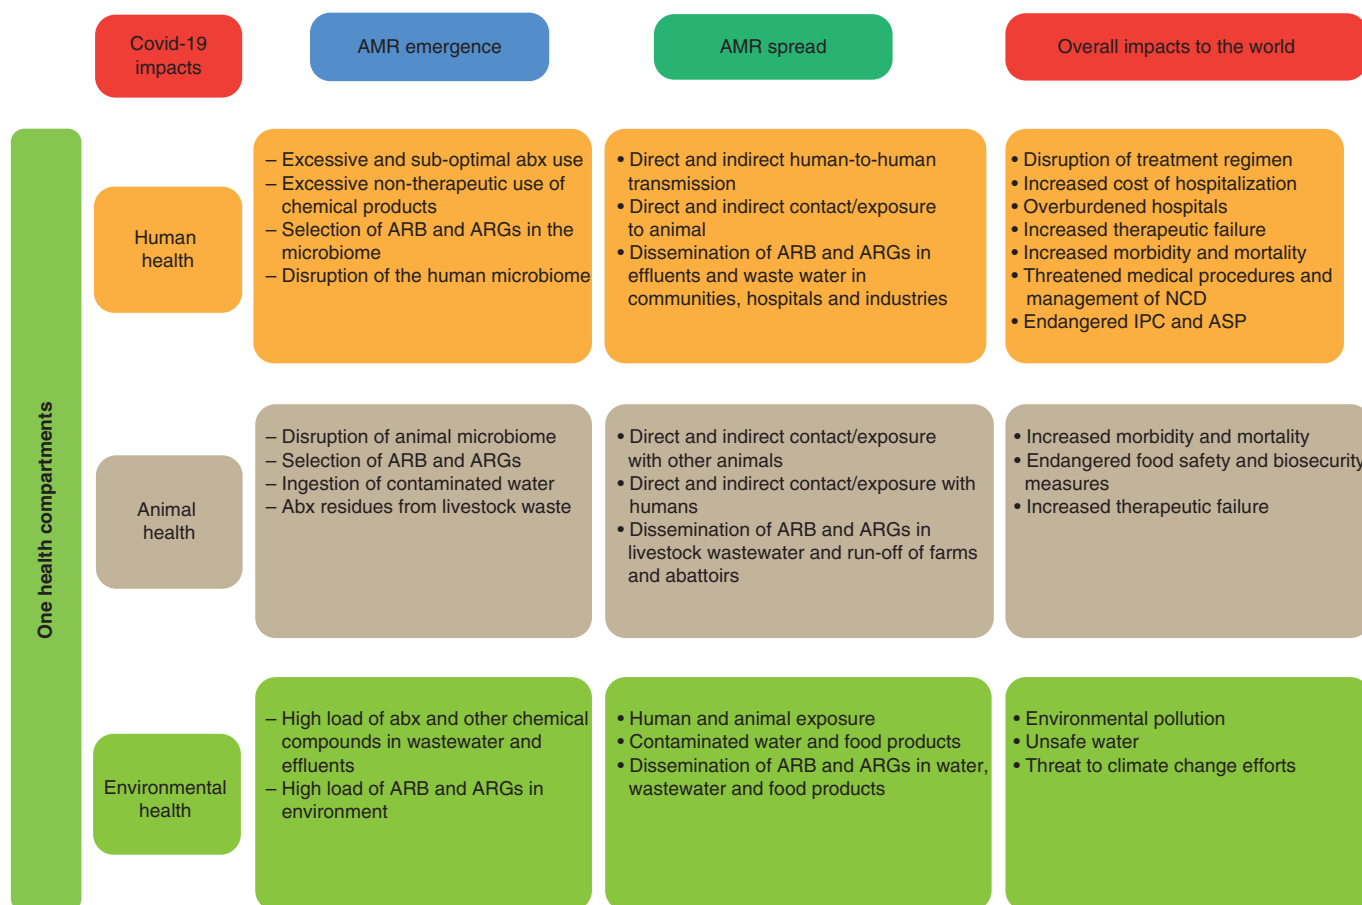 Covid-19
impacts
AMR emergence
AMR spread
Overall impacts to the world
One health compartments
Human
health
– Excessive and sub-optimal abx use
– Excessive non-therapeutic use of
chemical products
– Selection of ARB and ARGs in the
microbiome
– Disruption of the human microbiome
• Direct and indirect human-to-human
transmission
• Direct and indirect contact/exposure
to animal
• Dissemination of ARB and ARGs in
effluents and waste water in
communities, hospitals and industries
• Disruption of treatment regimen
• Increased cost of hospitalization
• Overburdened hospitals
• Increased therapeutic failure
• Increased morbidity and mortality
• Threatened medical procedures and
management of NCD
• Endangered IPC and ASP
Animal
health
– Disruption of animal microbiome
– Selection of ARB and ARGs
– Ingestion of contaminated water
– Abx residues from livestock waste
• Direct and indirect contact/exposure
with other animals
• Direct and indirect contact/exposure with
humans
• Dissemination of ARB and ARGs in
livestock wastewater and run-off of farms
and abattoirs
• Increased morbidity and mortality
• Endangered food safety and biosecurity
measures
• Increased therapeutic failure
Environmental
health
– High load of abx and other chemical
compounds in wastewater and
effluents
– High load of ARB and ARGs in
environment
• Human and animal exposure
• Contaminated water and food products
• Dissemination of ARB and ARGs in water,
wastewater and food products
• Environmental pollution
• Unsafe water
• Threat to climate change efforts